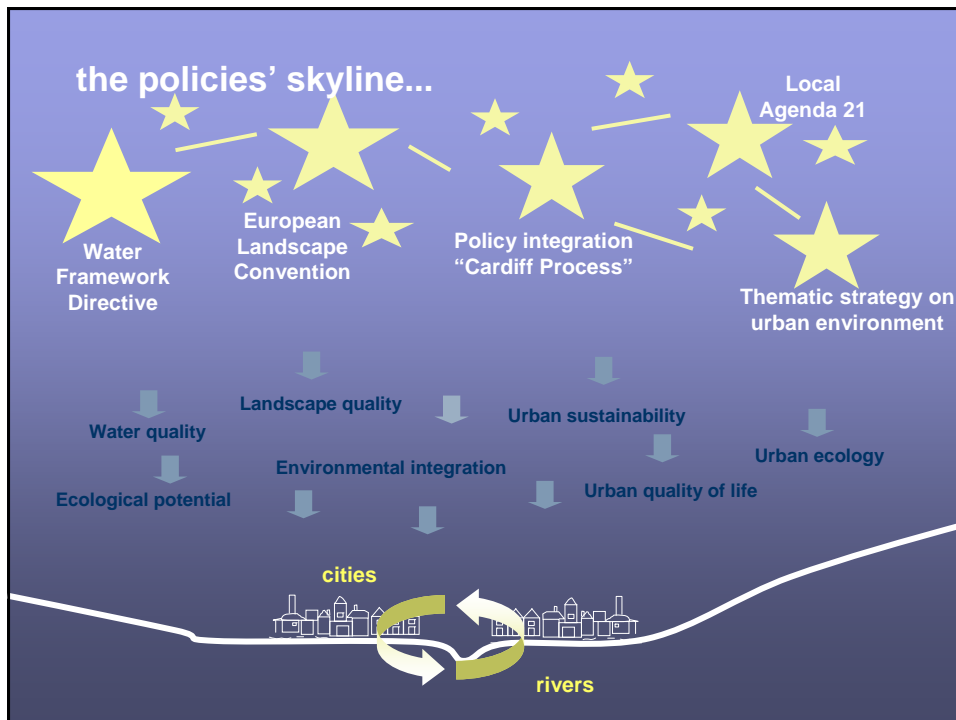 the policies’ skyline...
Local
Agenda 21
Water
Framework
Directive
European
Landscape
Convention
Policy integration
“Cardiff Process”
Thematic strategy on
urban environment
Landscape quality
Water quality
Urban sustainability
Environmental integration
Urban ecology
Ecological potential
Urban quality of life
cities
rivers